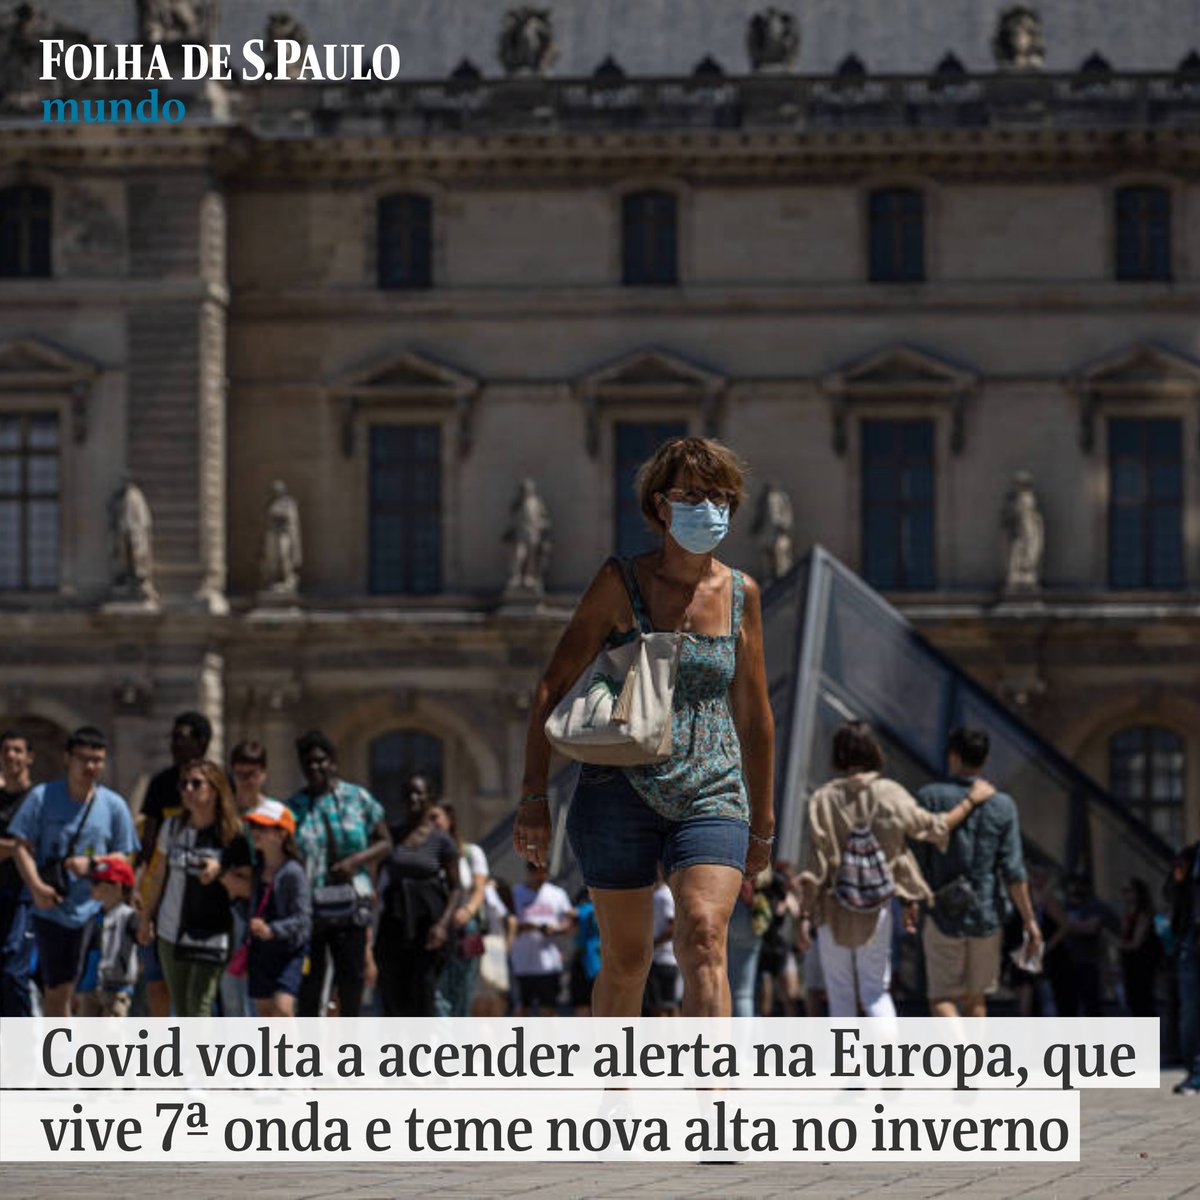 FOLHA DE S.PAULO
mundo
Covid volta a acender alerta na Europa, que
vive 7ª onda e teme nova alta no inverno